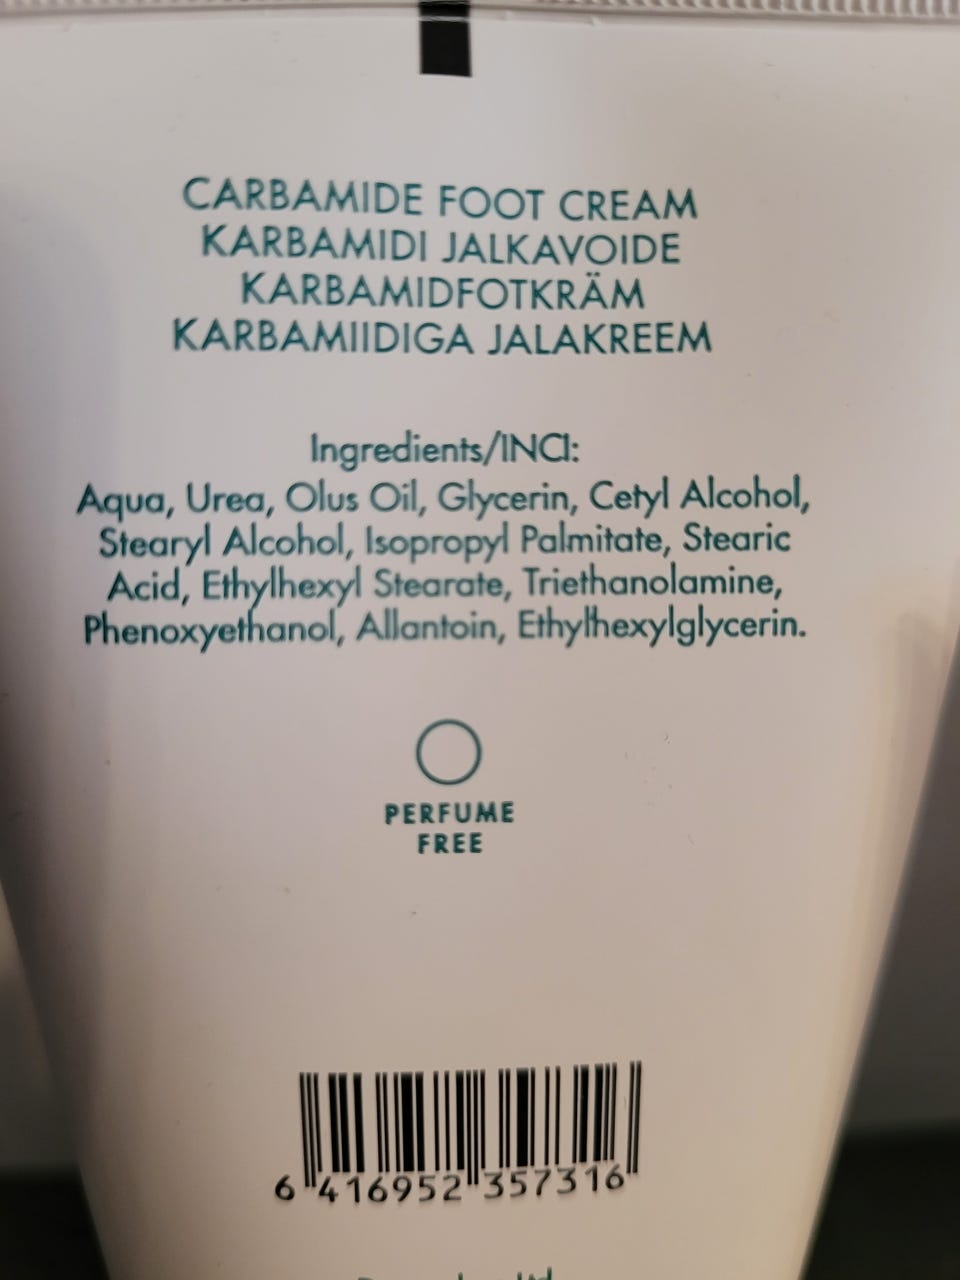 CARBAMIDE FOOT CREAM
KARBAMIDI JALKAVOIDE
KARBAMIDFOTKRÄM
KARBAMIIDIGA JALAKREEM
Ingredients/INCI:
Aqua, Urea, Olus Oil, Glycerin, Cetyl Alcohol,
Stearyl Alcohol, Isopropyl Palmitate, Stearic
Acid, Ethylhexyl Stearate, Triethanolamine,
Phenoxyethanol, Allantoin, Ethylhexylglycerin.
PERFUME
FREE
6 416952 357316